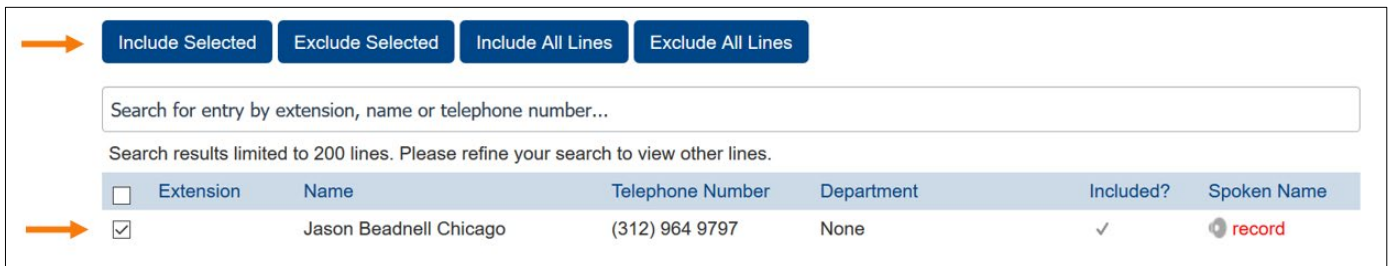 Include Selected Exclude Selected Include All Lines Exclude All Lines
Search for entry by extension, name or telephone number...
Search results limited to 200 lines. Please refine your search to view other lines.
Extension Name Telephone Number Department Included? Spoken Name
Jason Beadnell Chicago (312) 964 9797 None record